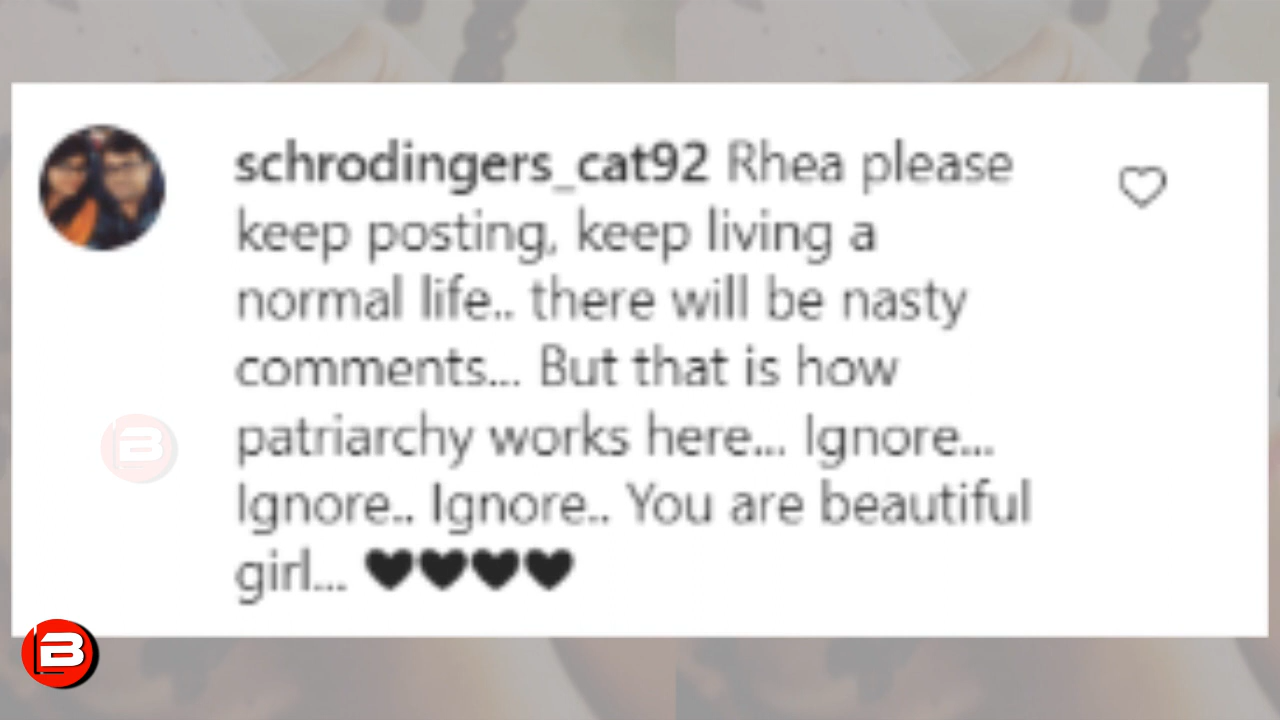 schrodingers_cat92 Rhea please
keep posting, keep living a
normal life.. there will be nasty
comments... But that is how
patriarchy works here... Ignore...
Ignore.. Ignore.. You are beautiful
girl... 🖤🖤🖤🖤
B
B